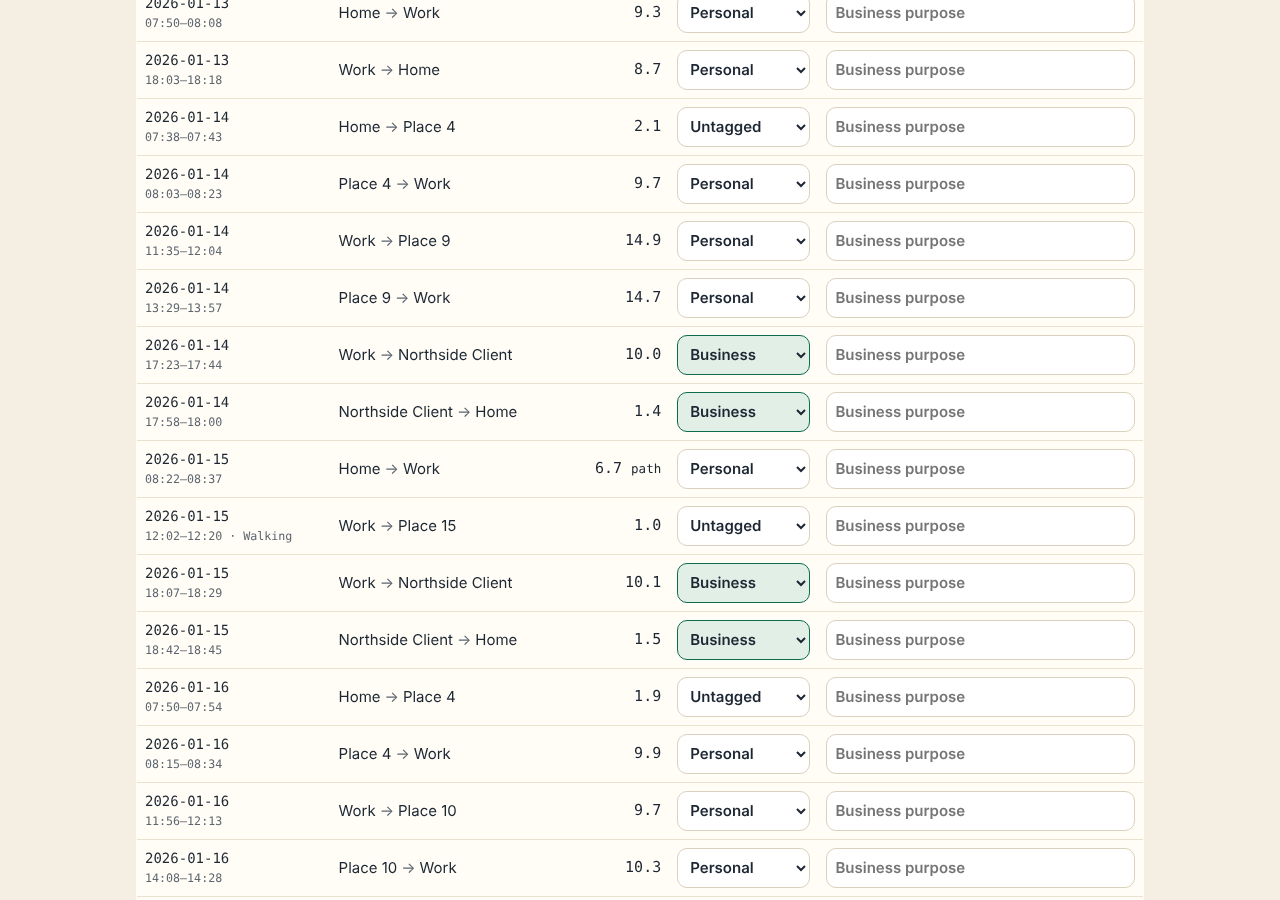 2026-01-13
07:50–08:08
Home → Work
9.3
Personal
Business purpose
2026-01-13
18:03–18:18
Work → Home
8.7
Personal
Business purpose
2026-01-14
07:38–07:43
Home → Place 4
2.1
Untagged
Business purpose
2026-01-14
08:03–08:23
Place 4 → Work
9.7
Personal
Business purpose
2026-01-14
11:35–12:04
Work → Place 9
14.9
Personal
Business purpose
2026-01-14
13:29–13:57
Place 9 → Work
14.7
Personal
Business purpose
2026-01-14
17:23–17:44
Work → Northside Client
10.0
Business
Business purpose
2026-01-14
17:58–18:00
Northside Client → Home
1.4
Business
Business purpose
2026-01-15
08:22–08:37
Home → Work
6.7 path
Personal
Business purpose
2026-01-15
12:02–12:20 · Walking
Work → Place 15
1.0
Untagged
Business purpose
2026-01-15
18:07–18:29
Work → Northside Client
10.1
Business
Business purpose
2026-01-15
18:42–18:45
Northside Client → Home
1.5
Business
Business purpose
2026-01-16
07:50–07:54
Home → Place 4
1.9
Untagged
Business purpose
2026-01-16
08:15–08:34
Place 4 → Work
9.9
Personal
Business purpose
2026-01-16
11:56–12:13
Work → Place 10
9.7
Personal
Business purpose
2026-01-16
14:08–14:28
Place 10 → Work
10.3
Personal
Business purpose